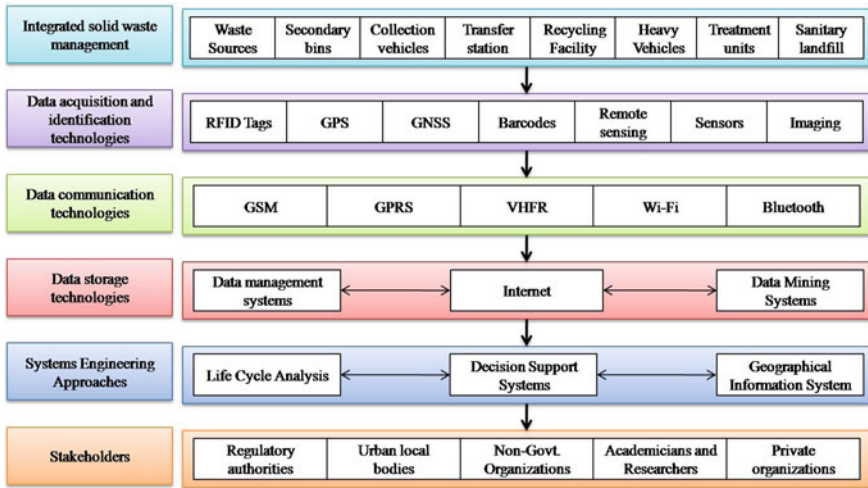 Integrated solid waste
management
Waste
Sources
Secondary
bins
Collection
vehicles
Transfer
station
Recycling
Facility
Heavy
Vehicles
Treatment
units
Sanitary
landfill
Data acquisition and
identification
technologies
RFID Tags
GPS
GNSS
Barcodes
Remote
sensing
Sensors
Imaging
Data communication
technologies
GSM
GPRS
VHFR
Wi-Fi
Bluetooth
Data storage
technologies
Data management
systems
Internet
Data Mining
Systems
Systems Engineering
Approaches
Life Cycle Analysis
Decision Support
Systems
Geographical
Information System
Stakeholders
Regulatory
authorities
Urban local
bodies
Non-Govt.
Organizations
Academicians and
Researchers
Private
organizations